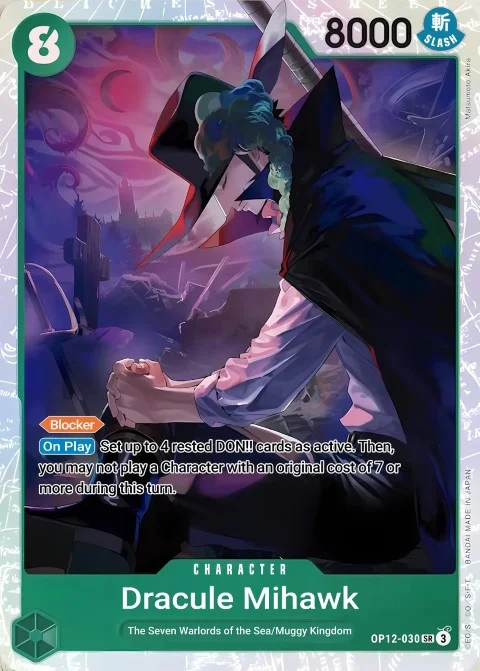 8
8000
斬
SLASH
Matsumoto Akira
Blocker
On Play Set up to 4 rested DON!! cards as active. Then,
you may not play a Character with an original cost of 7 or
more during this turn.
BANDAI MADE IN JAPAN
CHARACTER
Dracule Mihawk
The Seven Warlords of the Sea/Muggy Kingdom
OP12-030 SR 3